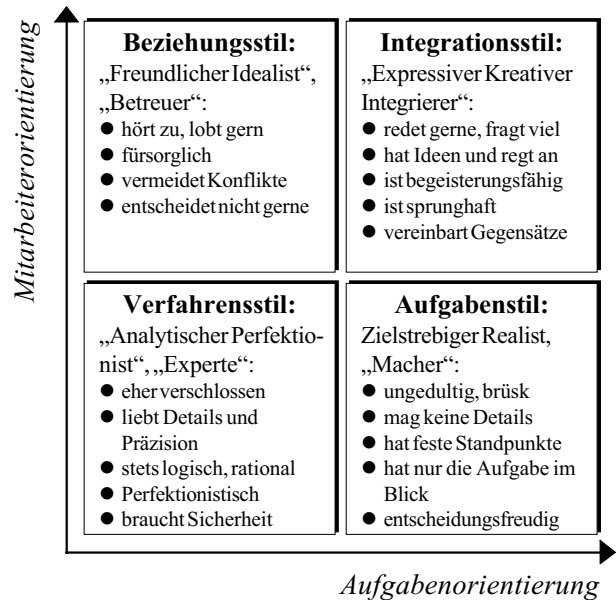 Mitarbeiterorientierung
Beziehungsstil:
„Freundlicher Idealist“,
„Betreuer“:
● hört zu, lobt gern
● fürsorglich
● vermeidet Konflikte
● entscheidet nicht gerne
Integrationsstil:
„Expressiver Kreativer
Integrierer“:
● redet gerne, fragt viel
● hat Ideen und regt an
● ist begeisterungsfähig
● ist sprunghaft
● vereinbart Gegensätze
Verfahrensstil:
„Analytischer Perfektio-
nist“, „Experte“:
● eher verschlossen
● liebt Details und
Präzision
● stets logisch, rational
● Perfektionistisch
● braucht Sicherheit
Aufgabenstil:
Zielstrebiger Realist,
„Macher“:
● ungedultig, brüsk
● mag keine Details
● hat feste Standpunkte
● hat nur die Aufgabe im
Blick
● entscheidungsfreudig
Aufgabenorientierung